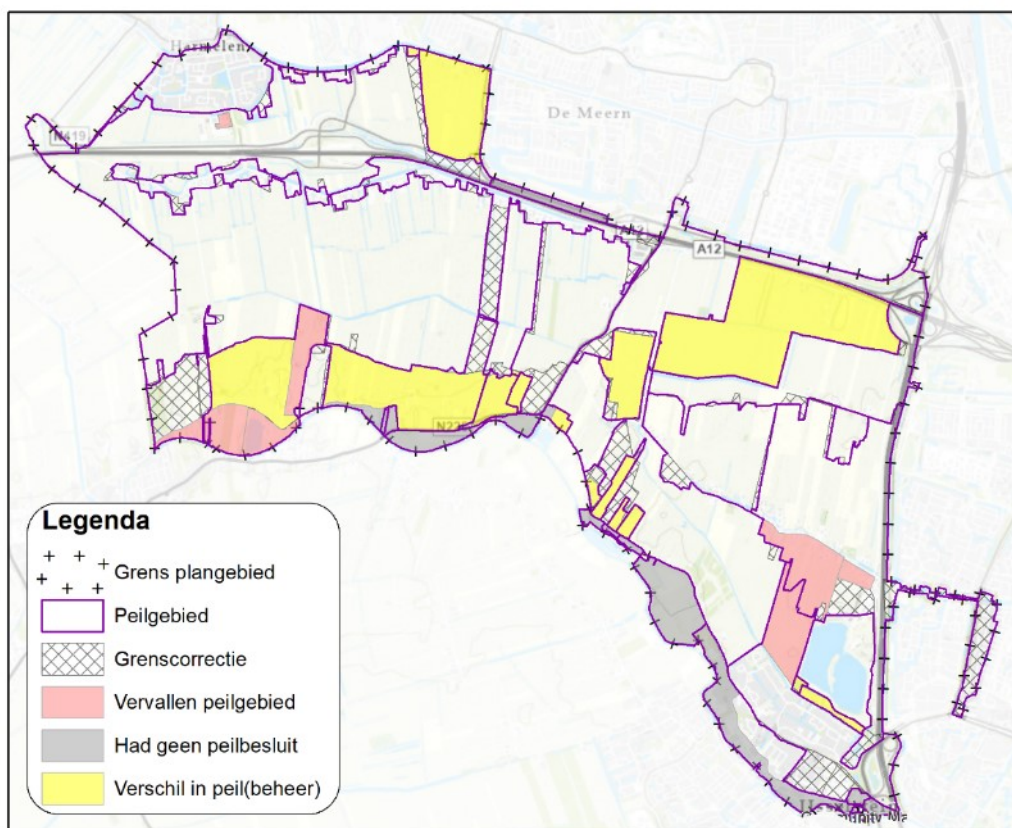 Harmelen
De Meern
N419
A12
A12
Legenda
Grens plangebied
Peilgebied
Grenscorrectie
Vervallen peilgebied
Had geen peilbesluit
Verschil in peil(beheer)